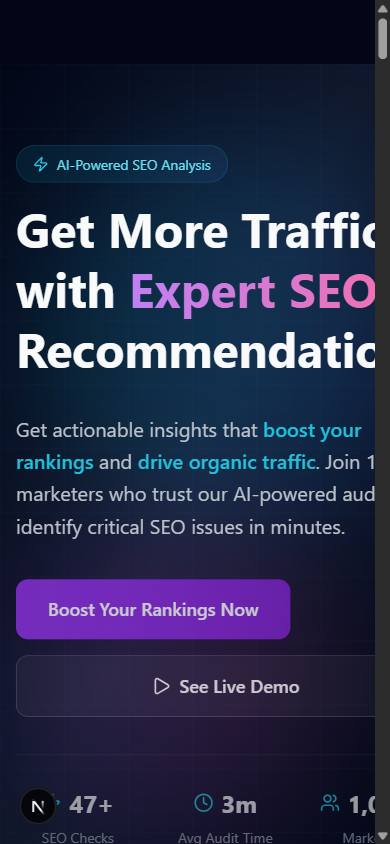 AI-Powered SEO Analysis
Get More Traffic
with Expert SEO
Recommendatio
Get actionable insights that boost your
rankings and drive organic traffic. Join 1
marketers who trust our AI-powered aud
identify critical SEO issues in minutes.
Boost Your Rankings Now
See Live Demo
N 47+ 3m 1,0
SEO Checks Avg Audit Time Marke